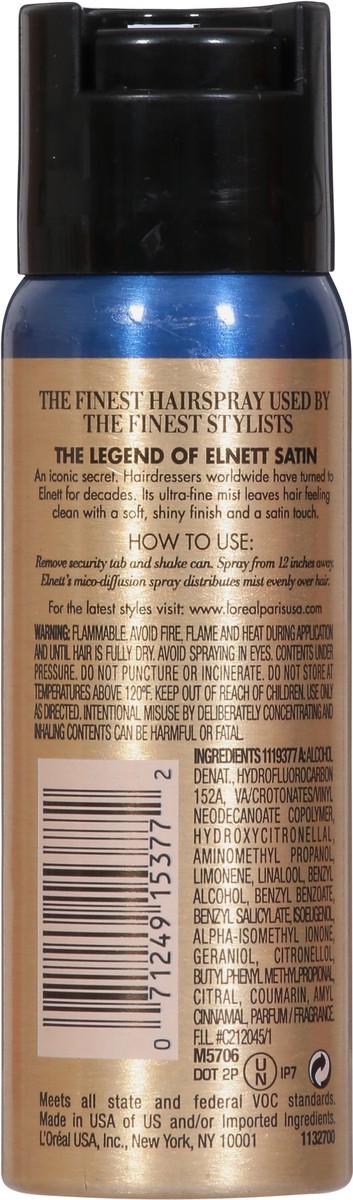 THE FINEST HAIRSPRAY USED BY
THE FINEST STYLISTS
THE LEGEND OF ELNETT SATIN
An iconic secret. Hairdressers worldwide have turned to
Elnett for decades. Its ultra-fine mist leaves hair feeling
clean with a soft, shiny finish and a satin touch.
HOW TO USE:
Remove security tab and shake can. Spray from 12 inches away.
Elnett's mico-diffusion spray distributes mist evenly over hair.
For the latest styles visit: www.lorealparisusa.com
WARNING: FLAMMABLE. AVOID FIRE, FLAME AND HEAT DURING APPLICATION
AND UNTIL HAIR IS FULLY DRY. AVOID SPRAYING IN EYES. CONTENTS UNDER
PRESSURE. DO NOT PUNCTURE OR INCINERATE. DO NOT STORE AT
TEMPERATURES ABOVE 120°F. KEEP OUT OF REACH OF CHILDREN. USE ONLY
AS DIRECTED. INTENTIONAL MISUSE BY DELIBERATELY CONCENTRATING AND
INHALING CONTENTS CAN BE HARMFUL OR FATAL.
INGREDIENTS 1119377 A: ALCOHOL
DENAT., HYDROFLUOROCARBON
152A, VA/CROTONATES/VINYL
NEODECANOATE COPOLYMER,
HYDROXYCITRONELLAL,
AMINOMETHYL PROPANOL,
LIMONENE, LINALOOL, BENZYL
ALCOHOL, BENZYL BENZOATE,
BENZYL SALICYLATE, ISOEUGENOL,
ALPHA-ISOMETHYL IONONE,
GERANIOL, CITRONELLOL,
BUTYLPHENYL METHYLPROPIONAL,
CITRAL, COUMARIN, AMYL
CINNAMAL, PARFUM / FRAGRANCE.
F.I.L. #C212045/1
M5706
DOT 2P UN IP7
0 71249 15377 2
Meets all state and federal VOC standards.
Made in USA of US and/or Imported Ingredients.
L'Oréal USA, Inc., New York, NY 10001 1132700